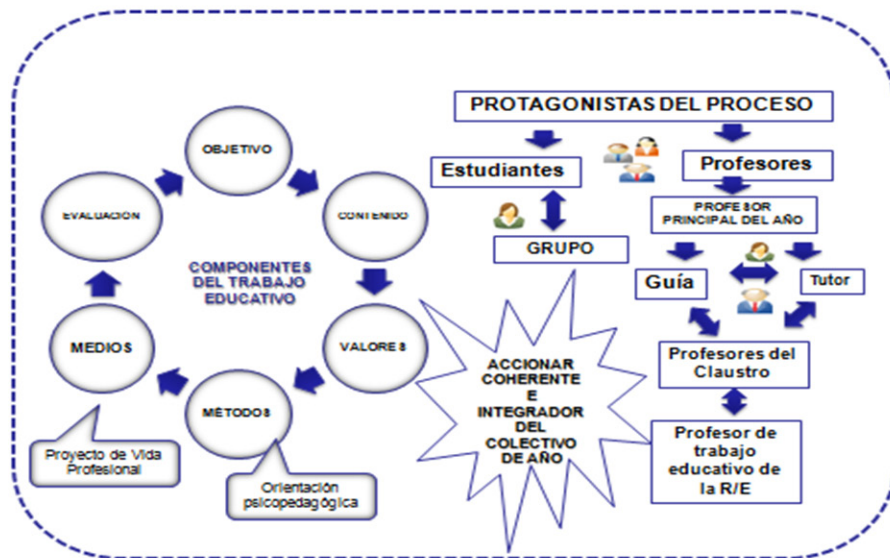 OBJETIVO
CONTENIDO
VALORES
MÉTODOS
MEDIOS
EVALUACIÓN
COMPONENTES
DEL TRABAJO
EDUCATIVO
Proyecto de Vida
Profesional
Orientación
psicopedagógica
PROTAGONISTAS DEL PROCESO
Estudiantes
GRUPO
Profesores
PROFESOR
PRINCIPAL DEL AÑO
Guía
Tutor
Profesores del
Claustro
Profesor de
trabajo
educativo de
la R/E
ACCIONAR
COHERENTE
E
INTEGRADOR
DEL
COLECTIVO
DE AÑO